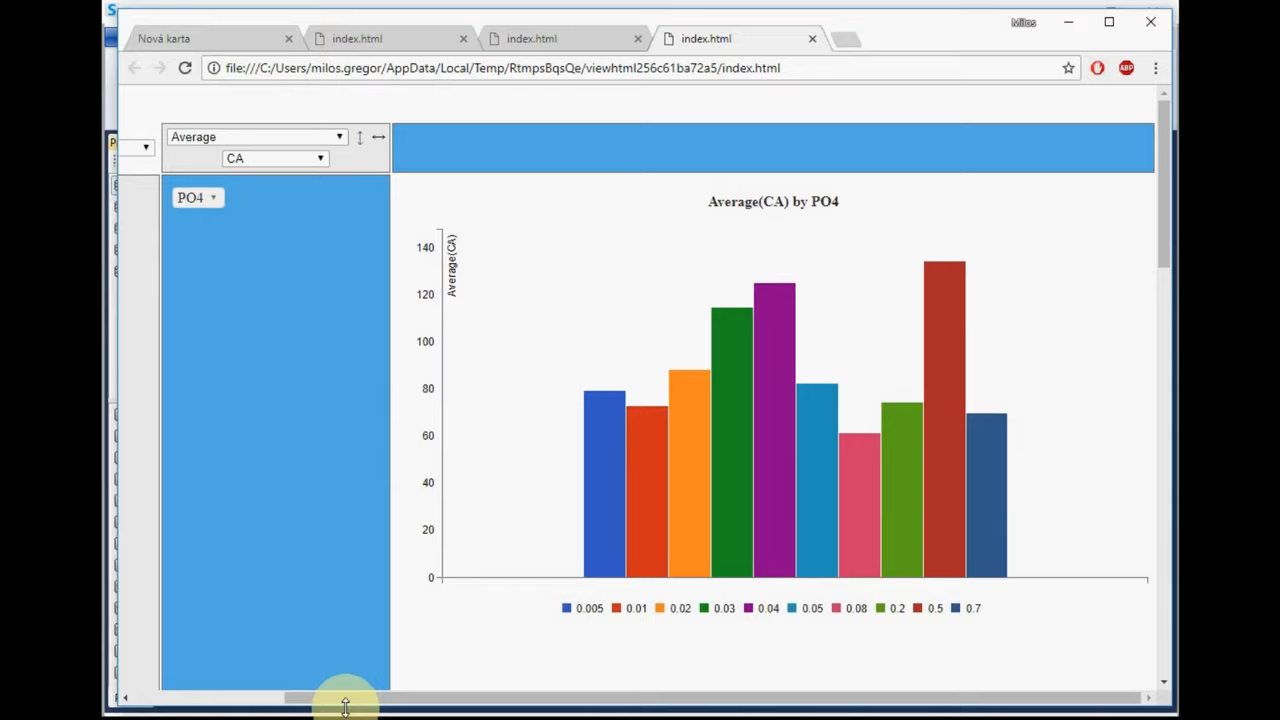 S
Milos
Nová karta
index.html
index.html
index.html
file:///C:/Users/milos.gregor/AppData/Local/Temp/RtmpsBqsQe/viewhtml256c61ba72a5/index.html
ABP
Average
CA
PO4
Average(CA) by PO4
Average(CA)
140
120
100
80
60
40
20
0
0.005 0.01 0.02 0.03 0.04 0.05 0.08 0.2 0.5 0.7